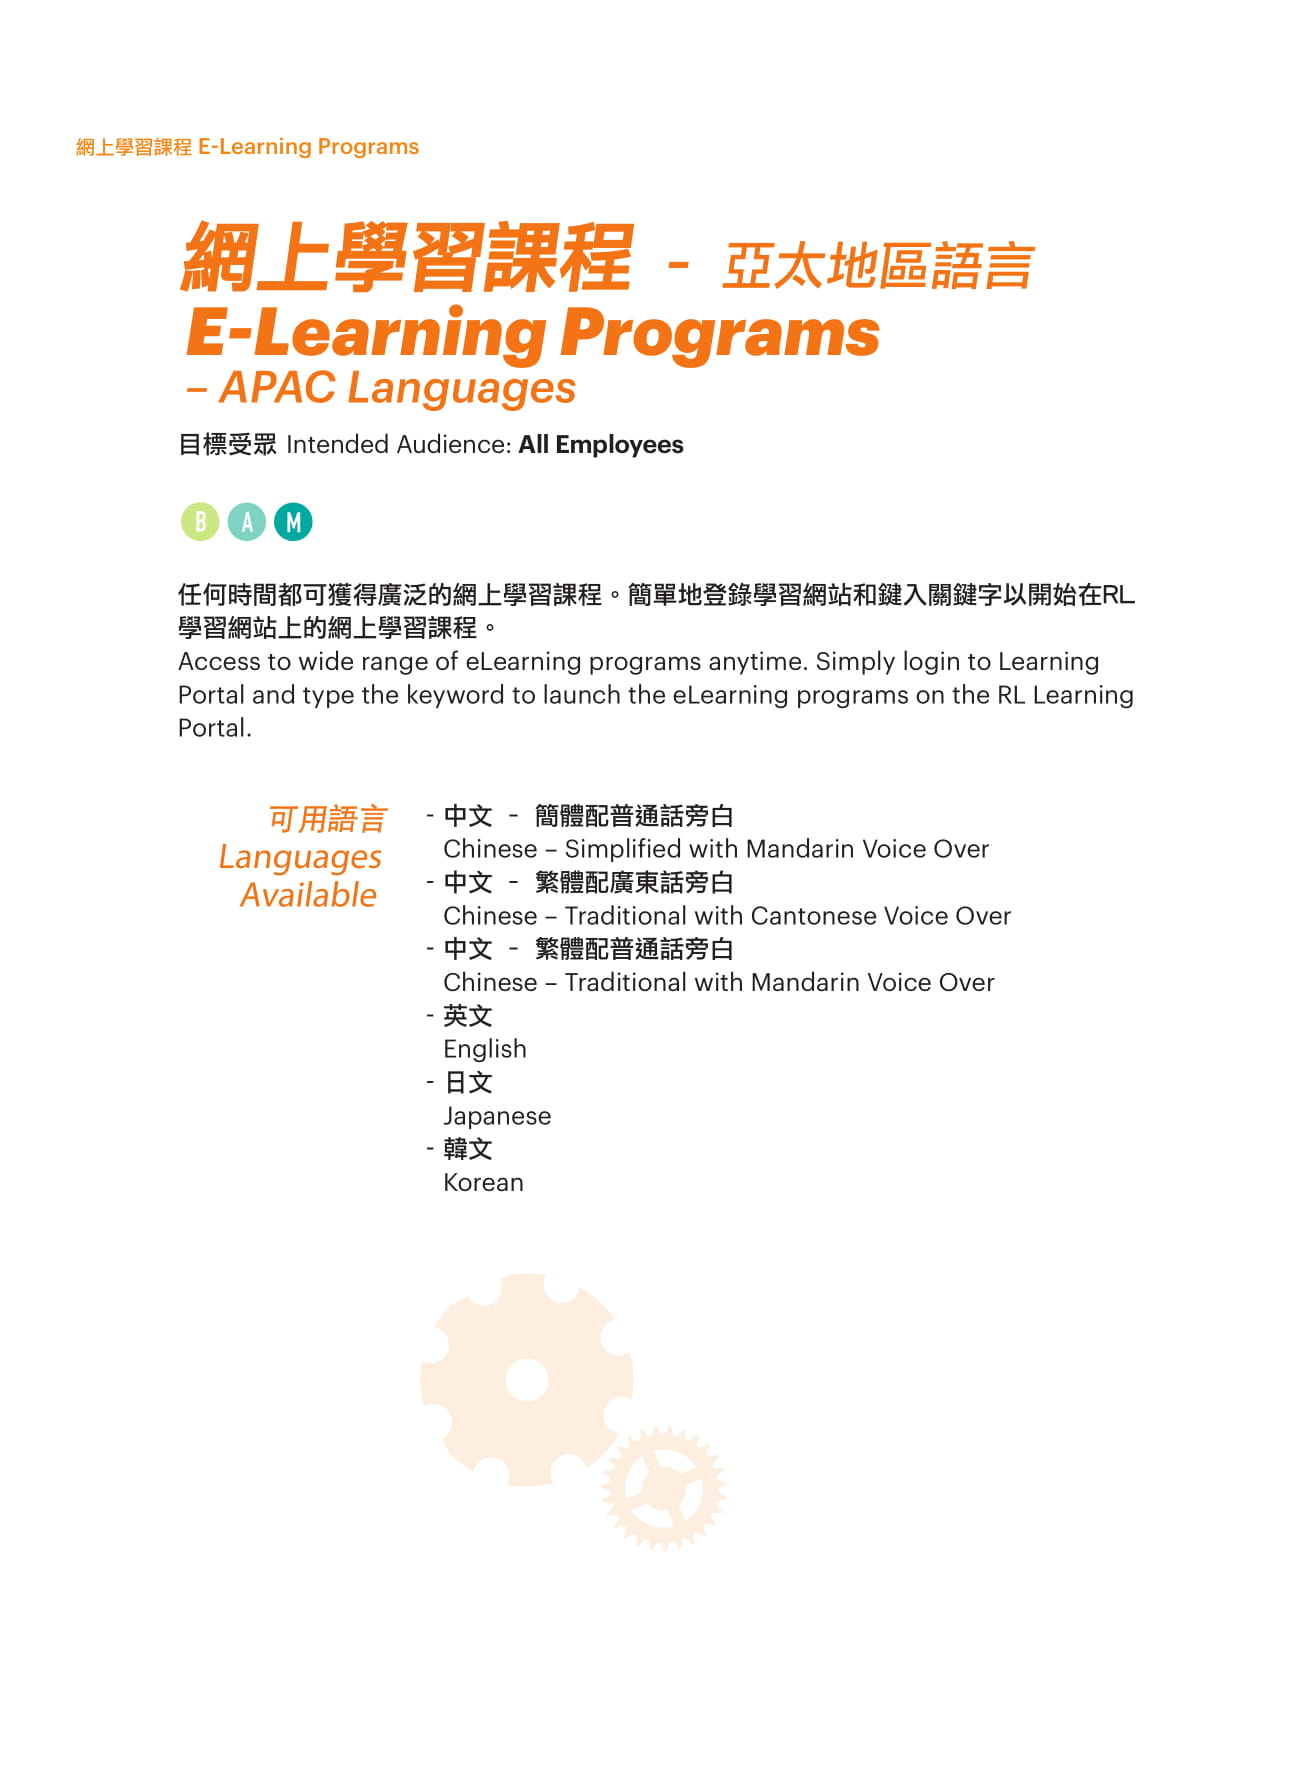 網上學習課程 E-Learning Programs
網上學習課程 - 亞太地區語言
E-Learning Programs
– APAC Languages
目標受眾 Intended Audience: All Employees
B A M
任何時間都可獲得廣泛的網上學習課程。簡單地登錄學習網站和鍵入關鍵字以開始在RL
學習網站上的網上學習課程。
Access to wide range of eLearning programs anytime. Simply login to Learning
Portal and type the keyword to launch the eLearning programs on the RL Learning
Portal.
可用語言
Languages
Available
- 中文 - 簡體配普通話旁白
Chinese – Simplified with Mandarin Voice Over
- 中文 - 繁體配廣東話旁白
Chinese – Traditional with Cantonese Voice Over
- 中文 - 繁體配普通話旁白
Chinese – Traditional with Mandarin Voice Over
- 英文
English
- 日文
Japanese
- 韓文
Korean